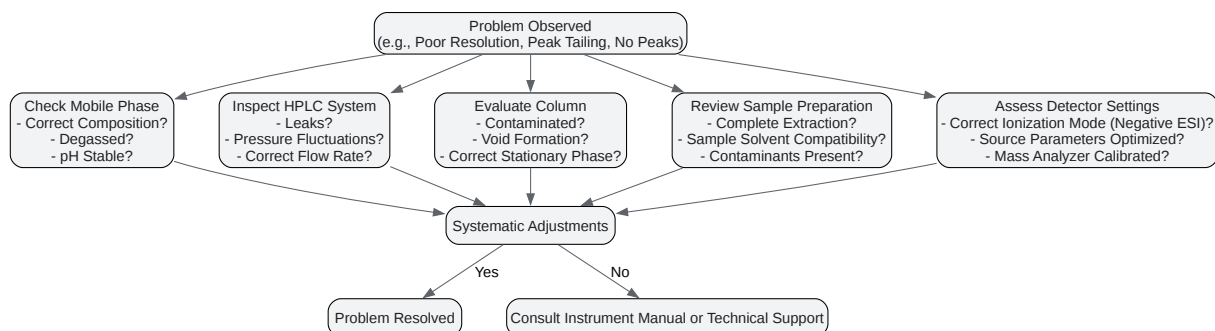 Problem Observed
(e.g., Poor Resolution, Peak Tailing, No Peaks)
Check Mobile Phase
- Correct Composition?
- Degassed?
- pH Stable?
Inspect HPLC System
- Leaks?
- Pressure Fluctuations?
- Correct Flow Rate?
Evaluate Column
- Contaminated?
- Void Formation?
- Correct Stationary Phase?
Review Sample Preparation
- Complete Extraction?
- Sample Solvent Compatibility?
- Contaminants Present?
Assess Detector Settings
- Correct Ionization Mode (Negative ESI)?
- Source Parameters Optimized?
- Mass Analyzer Calibrated?
Systematic Adjustments
Yes
No
Problem Resolved
Consult Instrument Manual or Technical Support